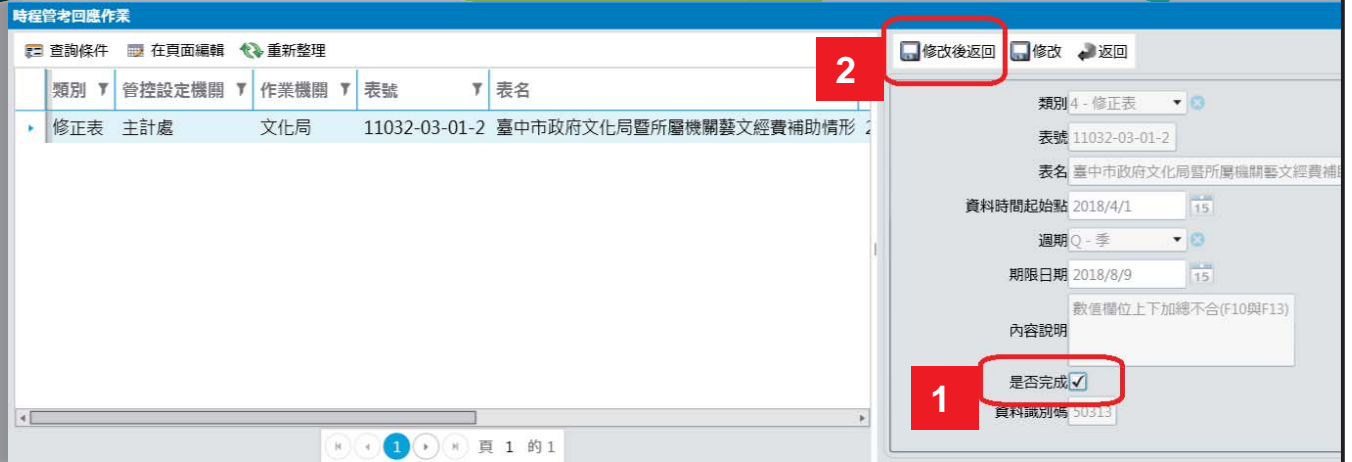 時程管考回應作業
查詢條件 在頁面編輯 重新整理
類別 管控設定機關 作業機關 表號 表名
修正表 主計處 文化局 11032-03-01-2 臺中市政府文化局暨所屬機關藝文經費補助情形
1 頁 1 的 1
2
修改後返回 修改 返回
類別 4 - 修正表
表號 11032-03-01-2
表名 臺中市政府文化局暨所屬機關藝文經費補
資料時間起始點 2018/4/1 15
週期 Q - 季
期限日期 2018/8/9 15
內容說明 數值欄位上下加總不合(F10與F13)
1
是否完成
資料識別碼 50313